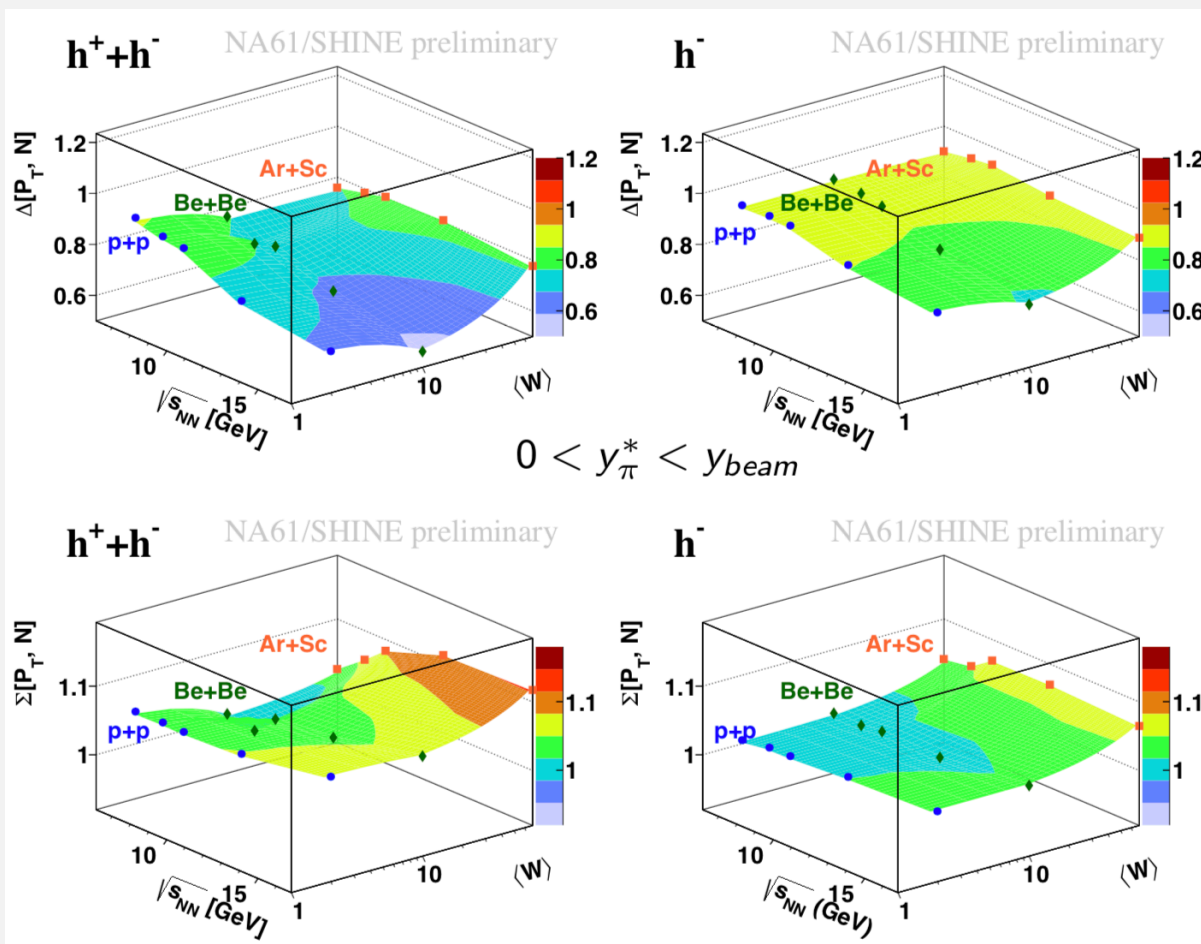 h⁺+h⁻ NA61/SHINE preliminary
Δ[P_T, N]
1.2
1
0.8
0.6
Ar+Sc
Be+Be
p+p
1.2
1
0.8
0.6
10
15
√s_NN [GeV]
1
10
⟨W⟩
h⁻ NA61/SHINE preliminary
Δ[P_T, N]
1.2
1
0.8
0.6
Ar+Sc
Be+Be
p+p
1.2
1
0.8
0.6
10
15
√s_NN [GeV]
1
10
⟨W⟩
0 < y*_π < y_beam
h⁺+h⁻ NA61/SHINE preliminary
Σ[P_T, N]
1.1
1
Ar+Sc
Be+Be
p+p
1.1
1
10
15
√s_NN [GeV]
1
10
⟨W⟩
h⁻ NA61/SHINE preliminary
Σ[P_T, N]
1.1
1
Ar+Sc
Be+Be
p+p
1.1
1
10
15
√s_NN (GeV)
1
10
⟨W⟩